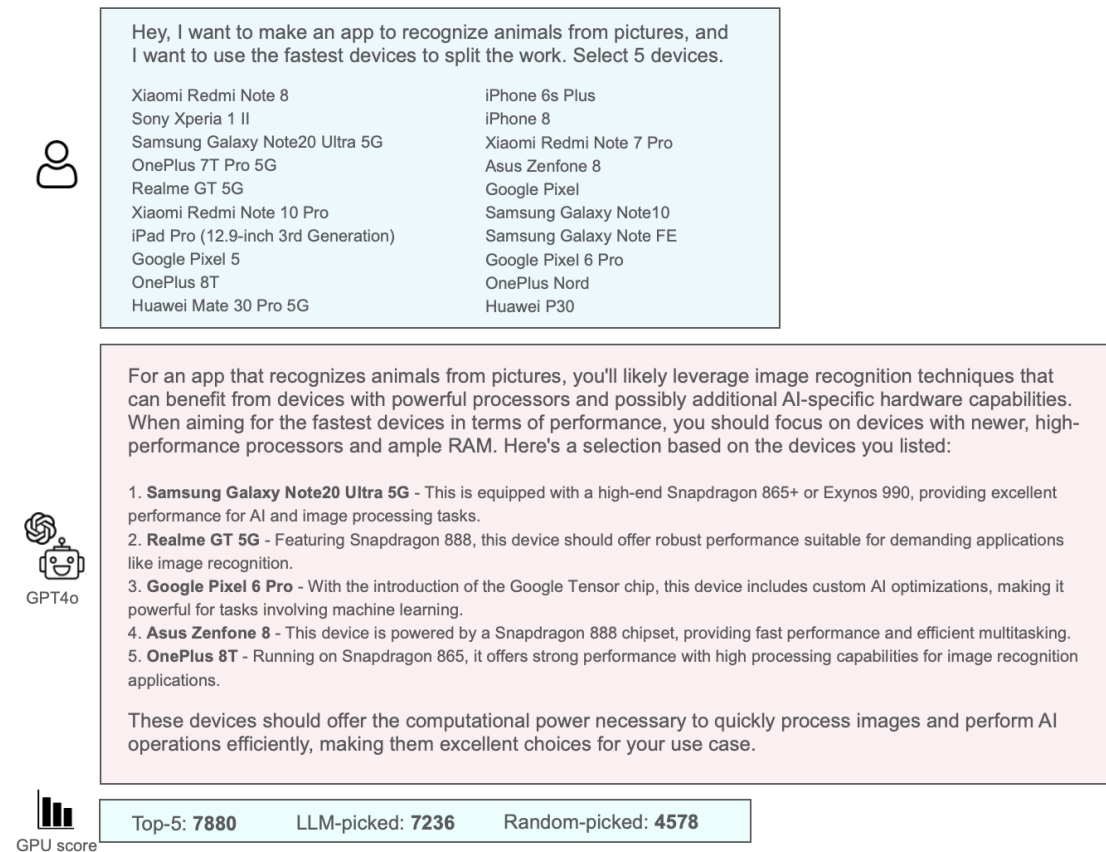 Hey, I want to make an app to recognize animals from pictures, and
I want to use the fastest devices to split the work. Select 5 devices.
Xiaomi Redmi Note 8
Sony Xperia 1 II
Samsung Galaxy Note20 Ultra 5G
OnePlus 7T Pro 5G
Realme GT 5G
Xiaomi Redmi Note 10 Pro
iPad Pro (12.9-inch 3rd Generation)
Google Pixel 5
OnePlus 8T
Huawei Mate 30 Pro 5G
iPhone 6s Plus
iPhone 8
Xiaomi Redmi Note 7 Pro
Asus Zenfone 8
Google Pixel
Samsung Galaxy Note10
Samsung Galaxy Note FE
Google Pixel 6 Pro
OnePlus Nord
Huawei P30
For an app that recognizes animals from pictures, you'll likely leverage image recognition techniques that
can benefit from devices with powerful processors and possibly additional AI-specific hardware capabilities.
When aiming for the fastest devices in terms of performance, you should focus on devices with newer, high-
performance processors and ample RAM. Here's a selection based on the devices you listed:
1. Samsung Galaxy Note20 Ultra 5G - This is equipped with a high-end Snapdragon 865+ or Exynos 990, providing excellent
performance for AI and image processing tasks.
2. Realme GT 5G - Featuring Snapdragon 888, this device should offer robust performance suitable for demanding applications
like image recognition.
3. Google Pixel 6 Pro - With the introduction of the Google Tensor chip, this device includes custom AI optimizations, making it
powerful for tasks involving machine learning.
4. Asus Zenfone 8 - This device is powered by a Snapdragon 888 chipset, providing fast performance and efficient multitasking.
5. OnePlus 8T - Running on Snapdragon 865, it offers strong performance with high processing capabilities for image recognition
applications.
These devices should offer the computational power necessary to quickly process images and perform AI
operations efficiently, making them excellent choices for your use case.
GPT4o
Top-5: 7880 LLM-picked: 7236 Random-picked: 4578
GPU score